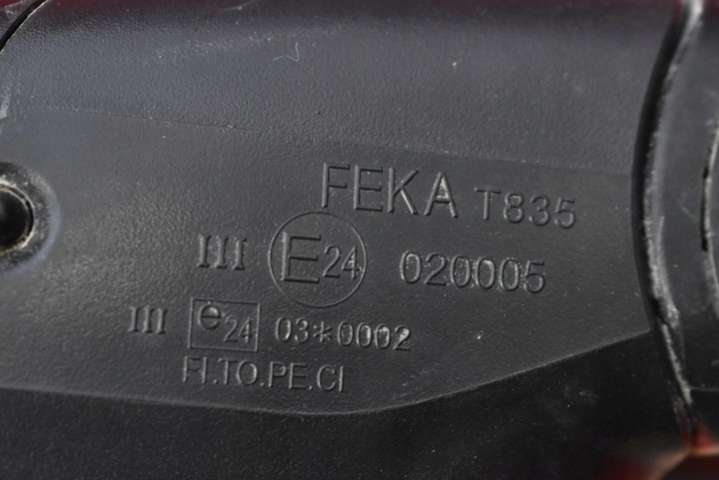 FEKA T835
III E24 020005
III e24 03*0002
FI.TO.PE.CI